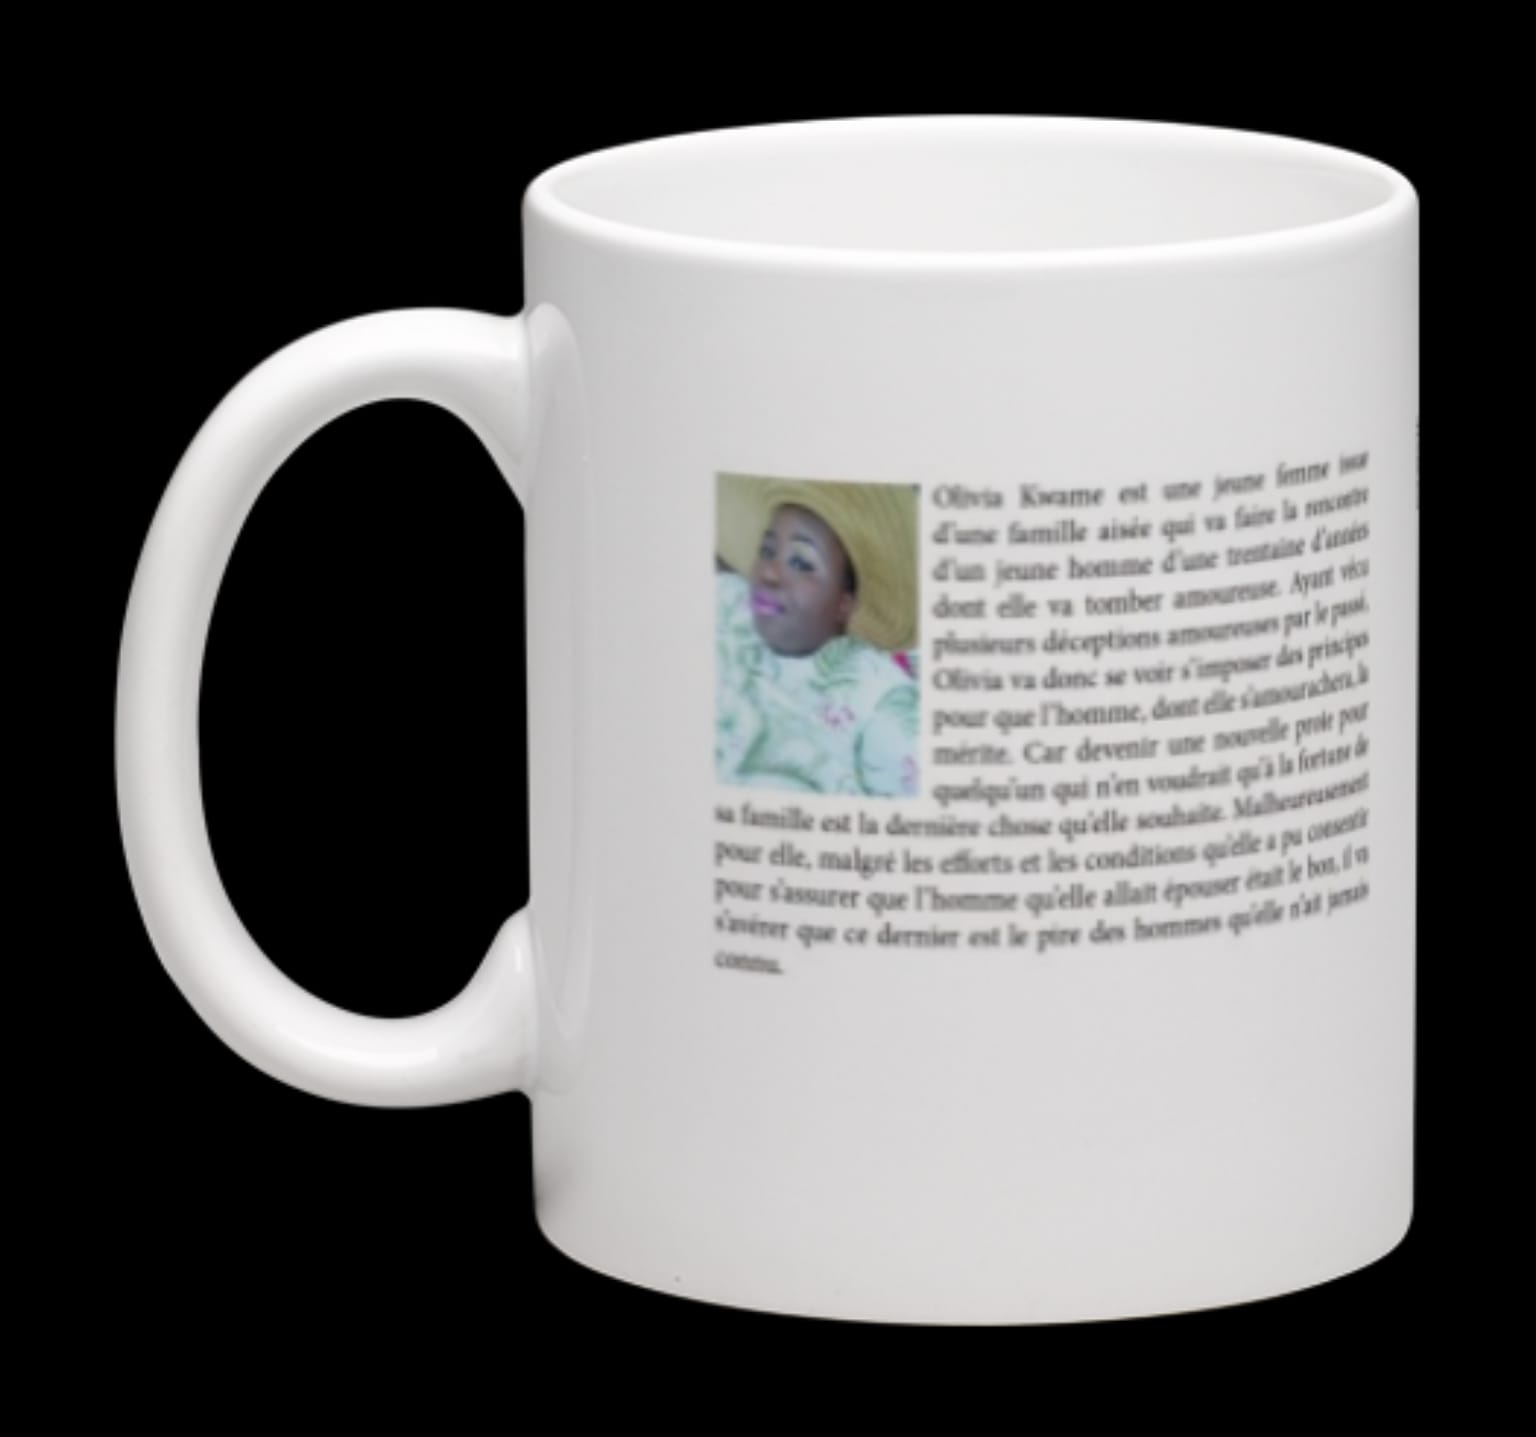 Olivia Kwame est une jeune femme issue
d'une famille aisée qui va faire la rencontre
d'un jeune homme d'une trentaine d'années
dont elle va tomber amoureuse. Ayant vécu
plusieurs déceptions amoureuses par le passé,
Olivia va donc se voir s'imposer des principes
pour que l'homme, dont elle s'amourachera, la
mérite. Car devenir une nouvelle proie pour
quelqu'un qui n'en voudrait qu'à la fortune de
sa famille est la dernière chose qu'elle souhaite. Malheureusement
pour elle, malgré les efforts et les conditions qu'elle a pu consentir
pour s'assurer que l'homme qu'elle allait épouser était le bon, il va
s'avérer que ce dernier est le pire des hommes qu'elle n'ait jamais
connu.